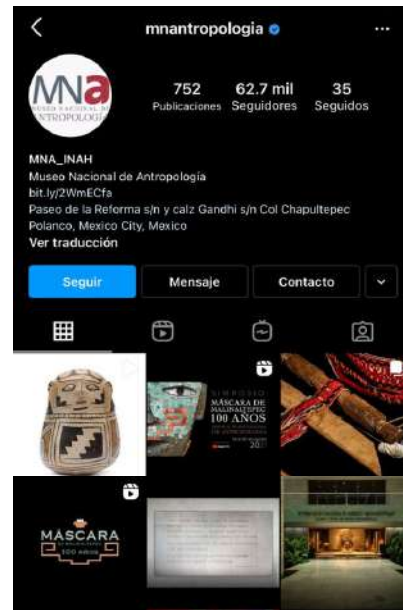 mnantropologia
MNa
MUSEO NACIONAL DE
ANTROPOLOGÍA
752 62.7 mil 35
Publicaciones Seguidores Seguidos
MNA_INAH
Museo Nacional de Antropología
bit.ly/2WmECfa
Paseo de la Reforma s/n y calz Gandhi s/n Col Chapultepec
Polanco, Mexico City, Mexico
Ver traducción
Seguir Mensaje Contacto
SIMPOSIO
MÁSCARA DE
MALINALTEPEC
100 AÑOS
MÁSCARA
100 AÑOS